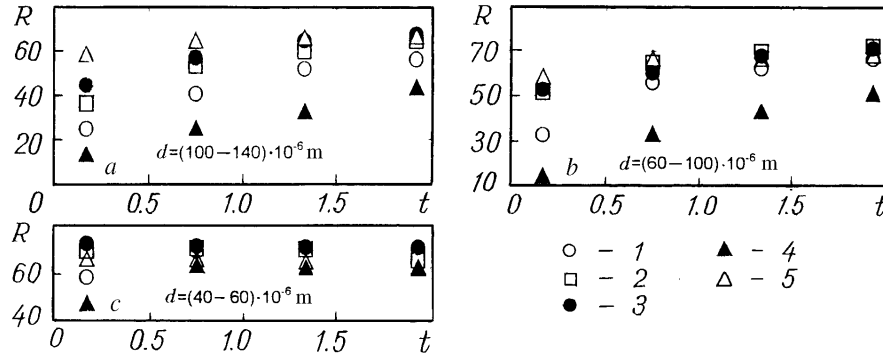 R
60
40
20
0
a
d=(100−140)·10⁻⁶ m
0.5 1.0 1.5 t
R
70
50
30
10
b
d=(60−100)·10⁻⁶ m
0 0.5 1.0 1.5 t
R
60
40
c
d=(40−60)·10⁻⁶ m
0 0.5 1.0 1.5 t
− 1
− 2
− 3
− 4
− 5